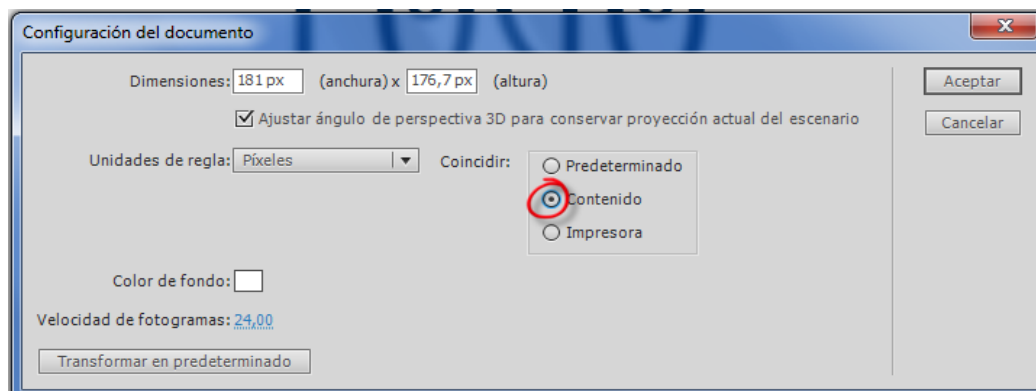 Configuración del documento
Dimensiones: 181 px (anchura) x 176,7 px (altura)
Aceptar
Ajustar ángulo de perspectiva 3D para conservar proyección actual del escenario
Cancelar
Unidades de regla: Píxeles Coincidir: Predeterminado
Contenido
Impresora
Color de fondo:
Velocidad de fotogramas: 24,00
Transformar en predeterminado